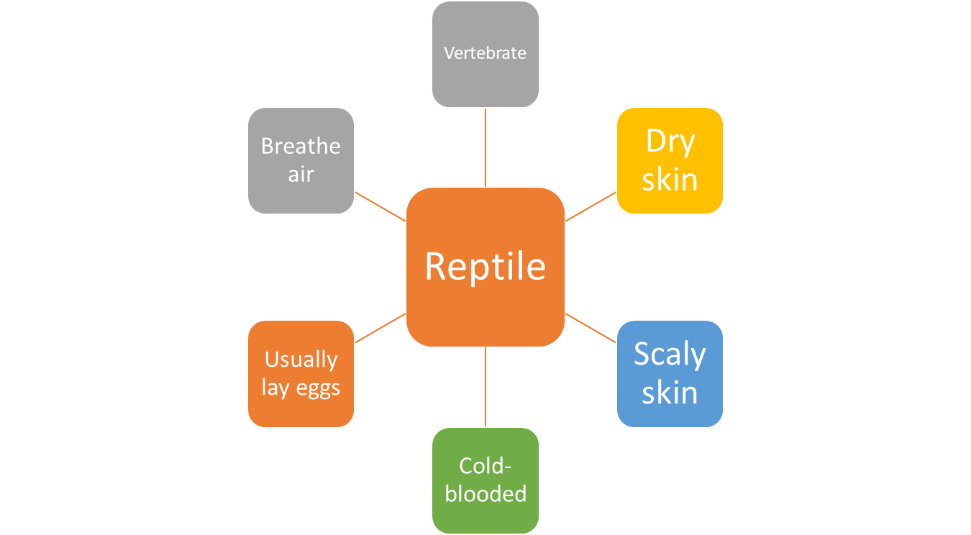 Vertebrate
Dry
skin
Scaly
skin
Cold-
blooded
Usually
lay eggs
Breathe
air
Reptile